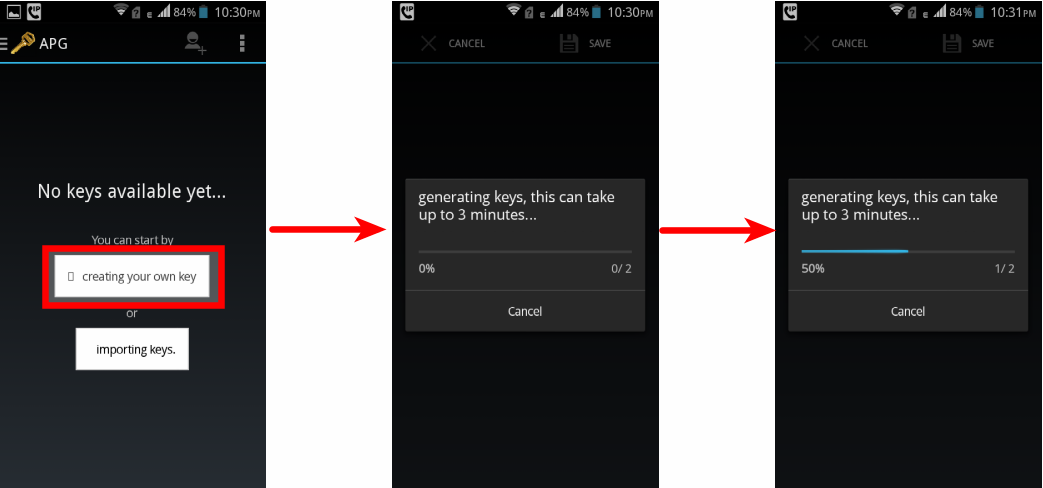 84% 10:30PM
APG
No keys available yet...
You can start by
creating your own key
or
importing keys.
84% 10:30PM
CANCEL SAVE
generating keys, this can take
up to 3 minutes...
0% 0/ 2
Cancel
84% 10:31PM
CANCEL SAVE
generating keys, this can take
up to 3 minutes...
50% 1/ 2
Cancel